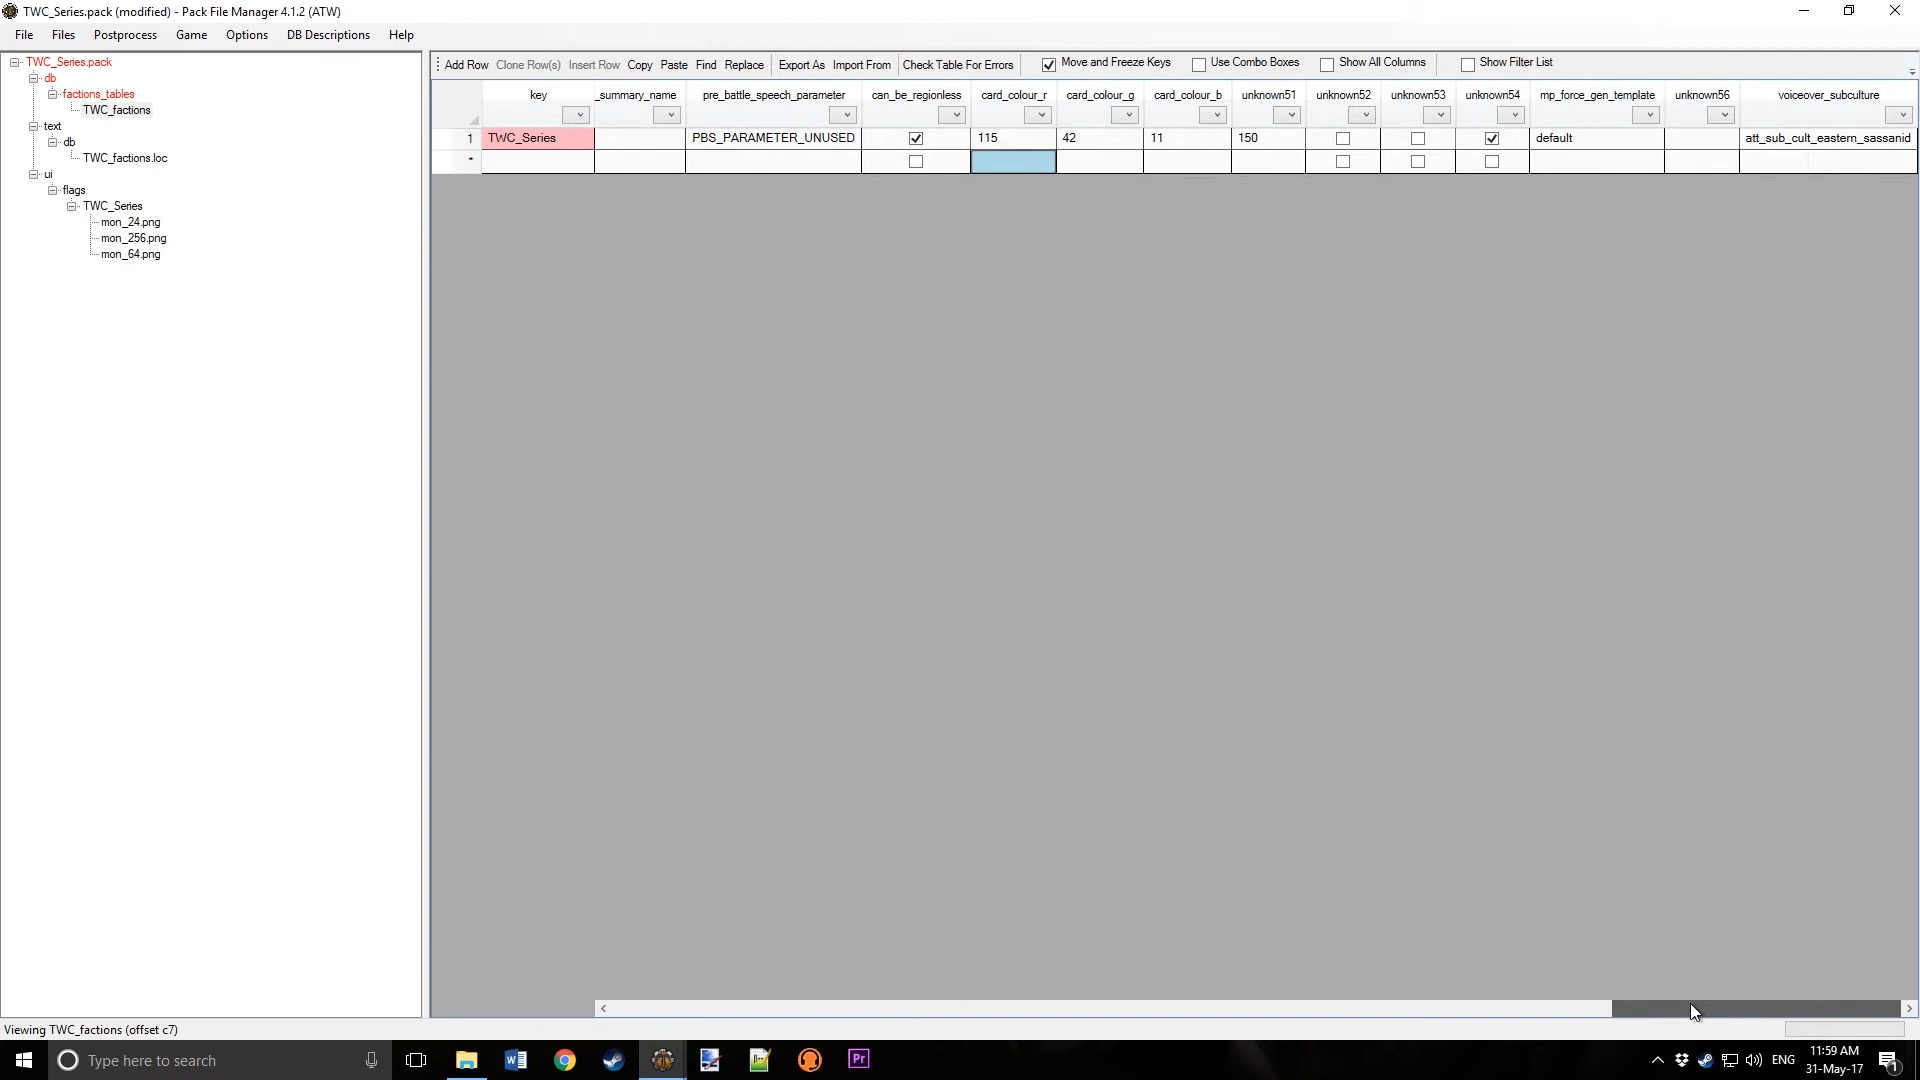 TWC_Series.pack (modified) - Pack File Manager 4.1.2 (ATW)
File Files Postprocess Game Options DB Descriptions Help
TWC_Series.pack
db
factions_tables
TWC_factions
text
db
TWC_factions.loc
ui
flags
TWC_Series
mon_24.png
mon_256.png
mon_64.png
Add Row Clone Row(s) Insert Row Copy Paste Find Replace Export As Import From Check Table For Errors Move and Freeze Keys Use Combo Boxes Show All Columns Show Filter List
key _summary_name pre_battle_speech_parameter can_be_regionless card_colour_r card_colour_g card_colour_b unknown51 unknown52 unknown53 unknown54 mp_force_gen_template unknown56 voiceover_subculture
1 TWC_Series PBS_PARAMETER_UNUSED 115 42 11 150 default att_sub_cult_eastern_sassanid
*
Viewing TWC_factions (offset c7)
Type here to search
Pr
ENG
11:59 AM
31-May-17
1